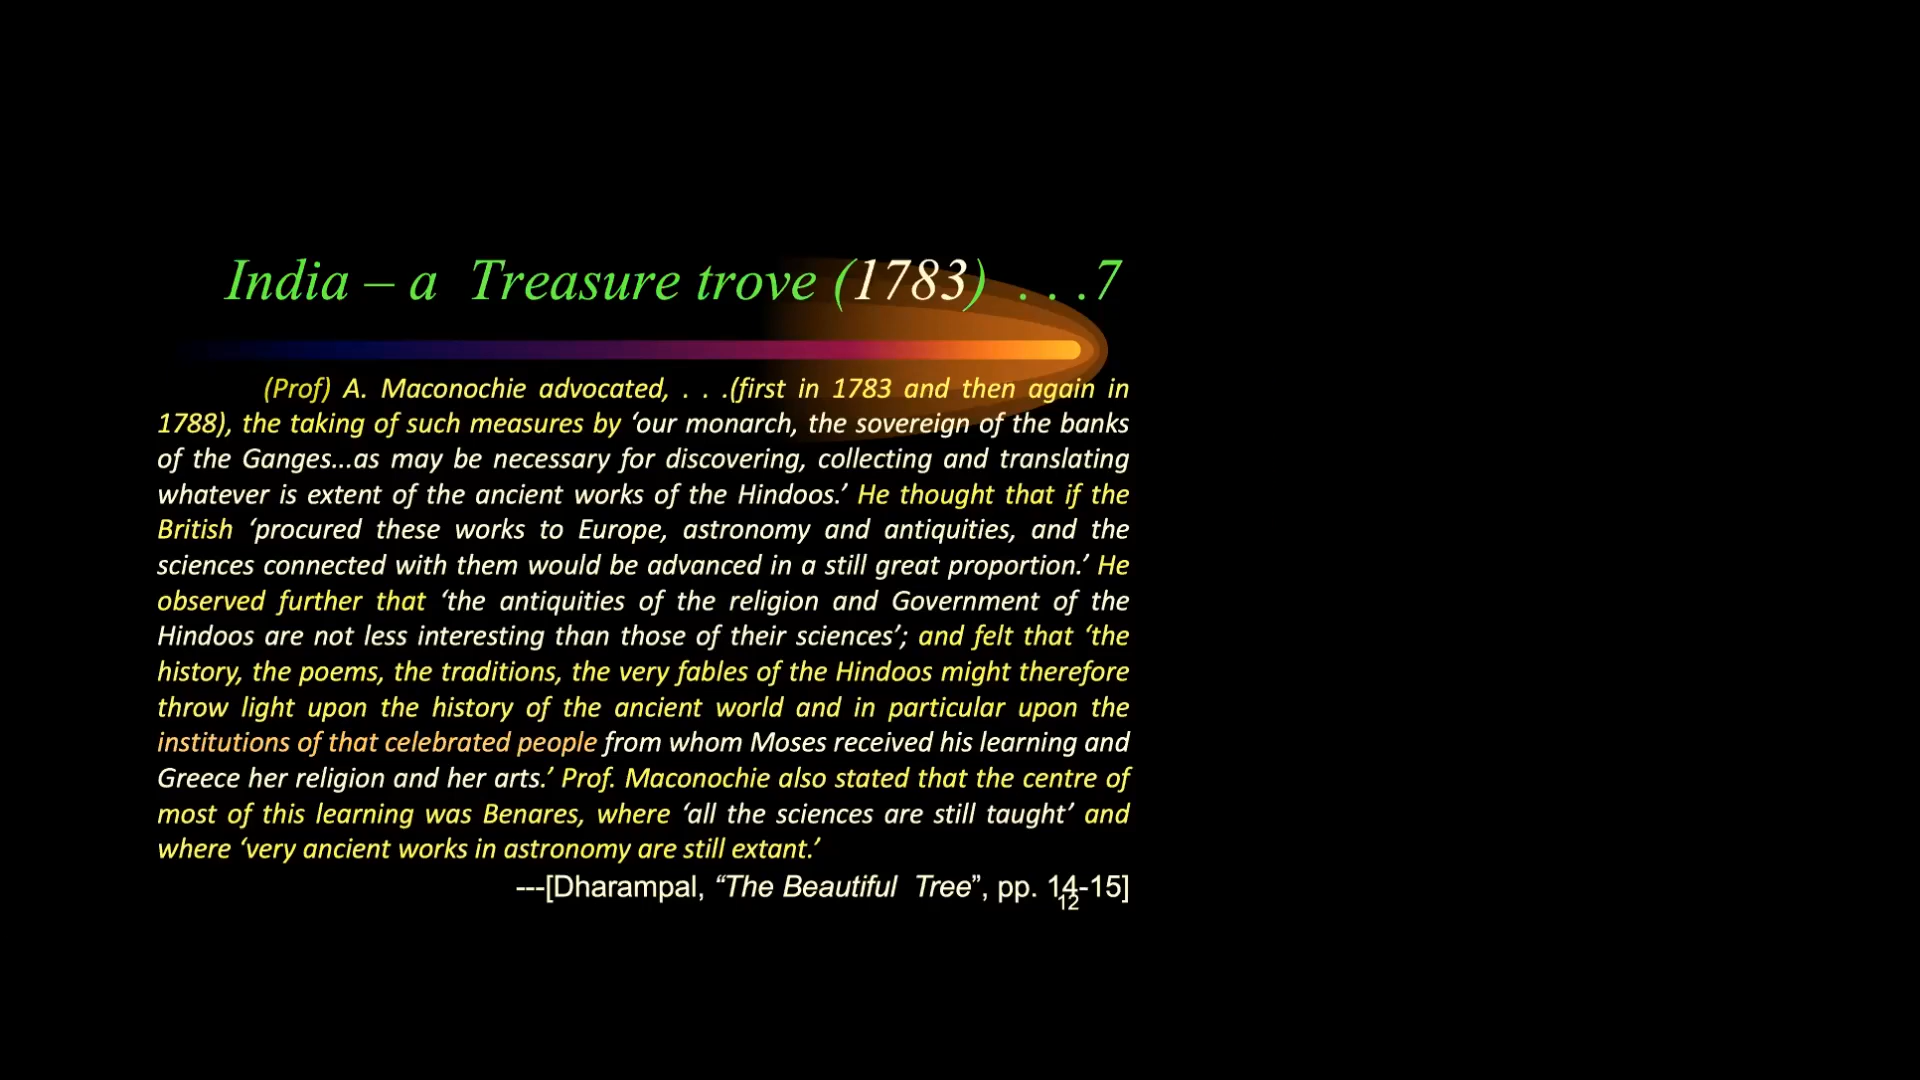 India – a Treasure trove (1783) . . .7
(Prof) A. Maconochie advocated, . . .(first in 1783 and then again in
1788), the taking of such measures by ‘our monarch, the sovereign of the banks
of the Ganges...as may be necessary for discovering, collecting and translating
whatever is extent of the ancient works of the Hindoos.’ He thought that if the
British ‘procured these works to Europe, astronomy and antiquities, and the
sciences connected with them would be advanced in a still great proportion.’ He
observed further that ‘the antiquities of the religion and Government of the
Hindoos are not less interesting than those of their sciences’; and felt that ‘the
history, the poems, the traditions, the very fables of the Hindoos might therefore
throw light upon the history of the ancient world and in particular upon the
institutions of that celebrated people from whom Moses received his learning and
Greece her religion and her arts.’ Prof. Maconochie also stated that the centre of
most of this learning was Benares, where ‘all the sciences are still taught’ and
where ‘very ancient works in astronomy are still extant.’
---[Dharampal, “The Beautiful Tree”, pp. 14-15]
12